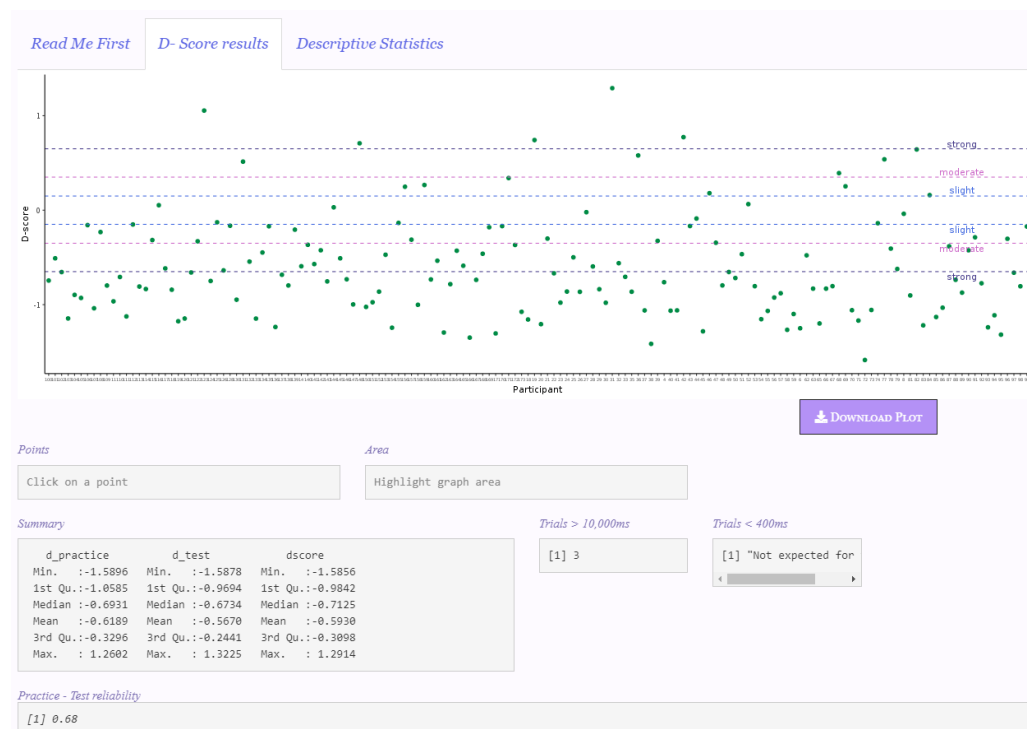 Read Me First
D- Score results
Descriptive Statistics
1
0
-1
D-score
strong
moderate
slight
slight
moderate
strong
Participant
Download Plot
Points
Area
Click on a point
Highlight graph area
Summary
Trials > 10,000ms
Trials < 400ms
d_practice d_test dscore
Min. :-1.5896 Min. :-1.5878 Min. :-1.5856
1st Qu.:-1.0585 1st Qu.:-0.9694 1st Qu.:-0.9842
Median :-0.6931 Median :-0.6734 Median :-0.7125
Mean :-0.6189 Mean :-0.5670 Mean :-0.5930
3rd Qu.:-0.3296 3rd Qu.:-0.2441 3rd Qu.:-0.3098
Max. : 1.2602 Max. : 1.3225 Max. : 1.2914
[1] 3
[1] "Not expected for
Practice - Test reliability
[1] 0.68